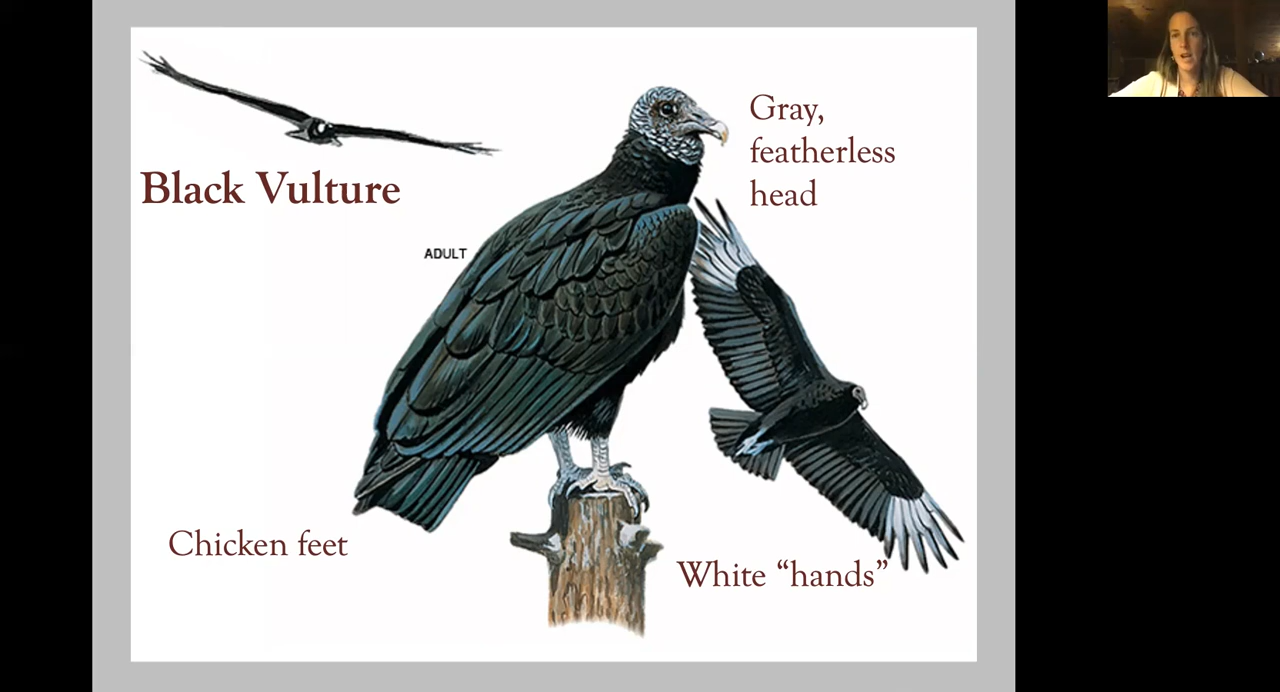 Black Vulture
ADULT
Gray,
featherless
head
Chicken feet
White “hands”